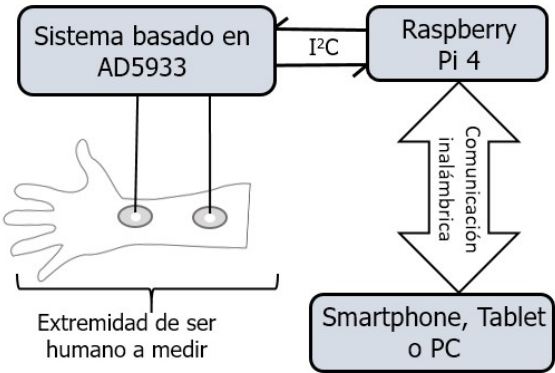 Sistema basado en
AD5933
I²C
Raspberry
Pi 4
Comunicación
inalámbrica
Extremidad de ser
humano a medir
Smartphone, Tablet
o PC